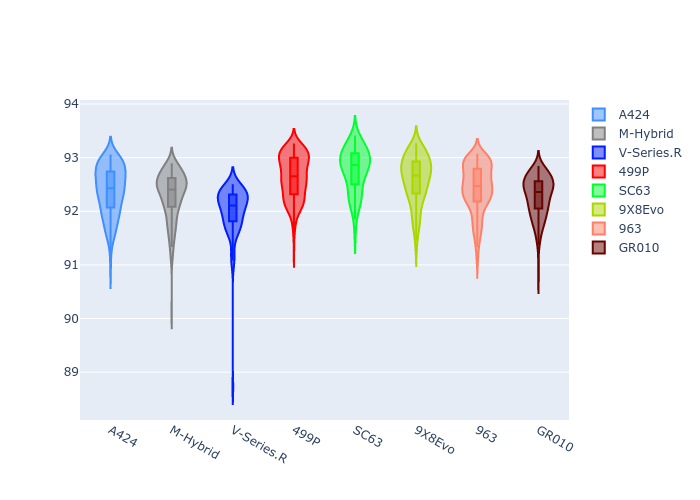 94
93
92
91
90
89
A424
M-Hybrid
V-Series.R
499P
SC63
9X8Evo
963
GR010
A424
M-Hybrid
V-Series.R
499P
SC63
9X8Evo
963
GR010